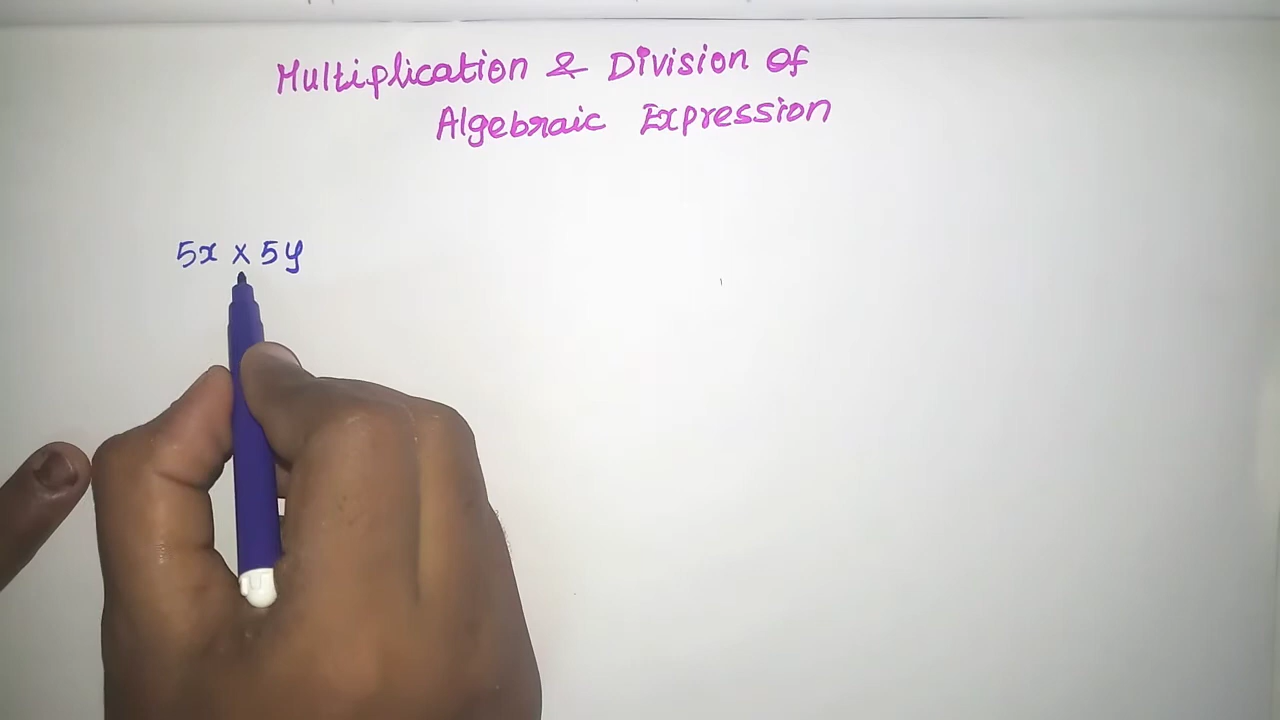 Multiplication & Division of
Algebraic Expression
5x × 5y